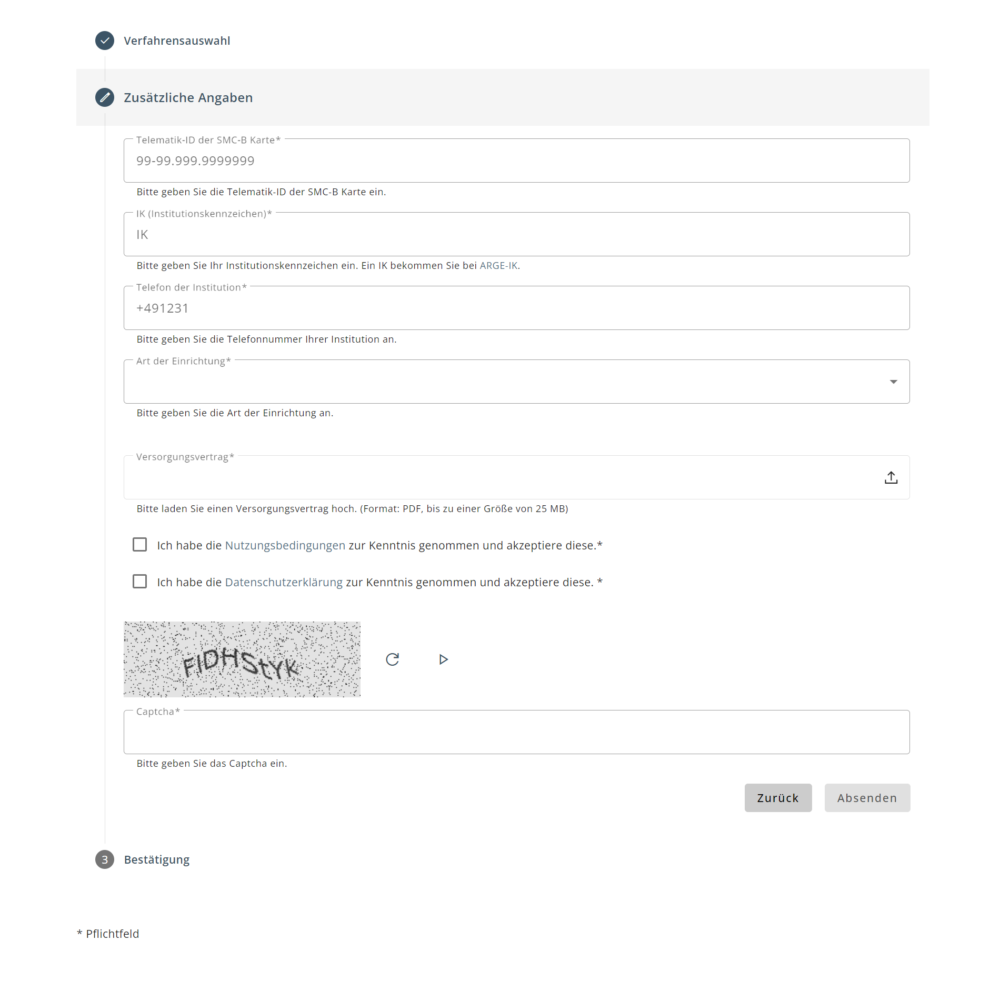 Verfahrensauswahl
Zusätzliche Angaben
Telematik-ID der SMC-B Karte*
99-99.999.9999999
Bitte geben Sie die Telematik-ID der SMC-B Karte ein.
IK (Institutionskennzeichen)*
IK
Bitte geben Sie Ihr Institutionskennzeichen ein. Ein IK bekommen Sie bei ARGE-IK.
Telefon der Institution*
+491231
Bitte geben Sie die Telefonnummer Ihrer Institution an.
Art der Einrichtung*
Bitte geben Sie die Art der Einrichtung an.
Versorgungsvertrag*
Bitte laden Sie einen Versorgungsvertrag hoch. (Format: PDF, bis zu einer Größe von 25 MB)
Ich habe die Nutzungsbedingungen zur Kenntnis genommen und akzeptiere diese.*
Ich habe die Datenschutzerklärung zur Kenntnis genommen und akzeptiere diese. *
Captcha*
Bitte geben Sie das Captcha ein.
Zurück Absenden
3 Bestätigung
* Pflichtfeld